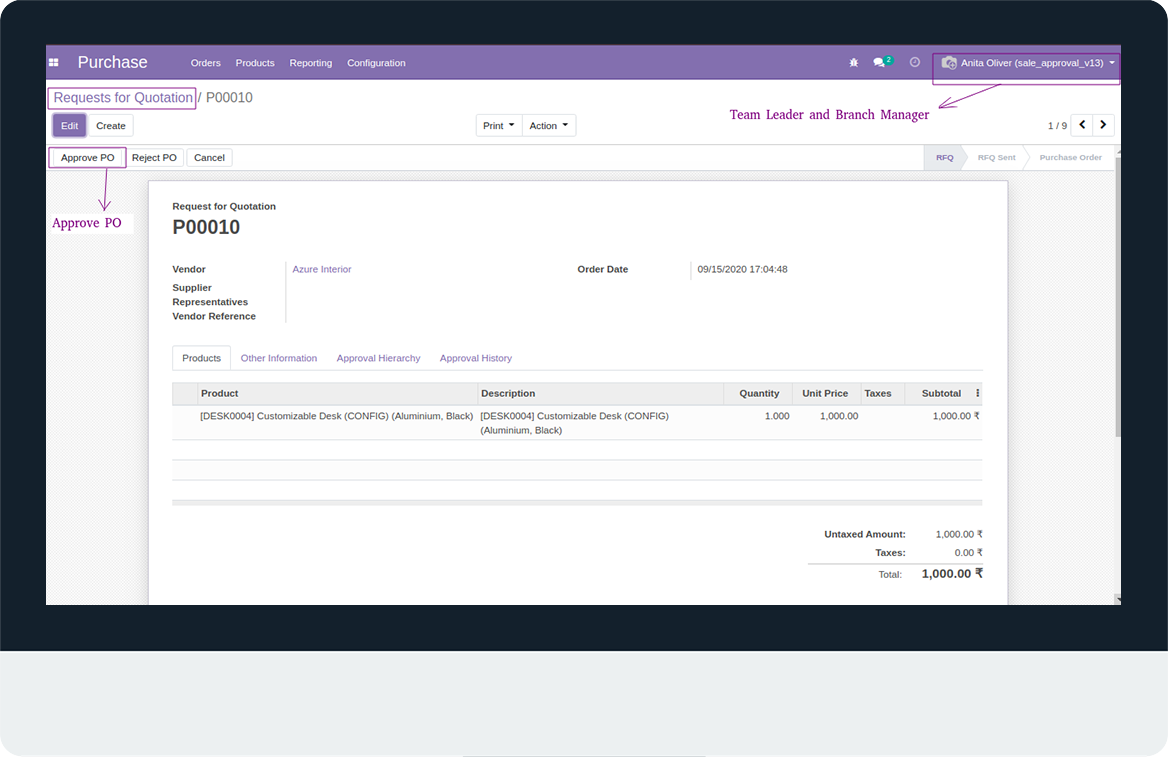 Purchase Orders Products Reporting Configuration 2 Anita Oliver (sale_approval_v13)
Requests for Quotation / P00010
Team Leader and Branch Manager
Edit Create Print Action 1 / 9
Approve PO Reject PO Cancel RFQ RFQ Sent Purchase Order
Approve PO
Request for Quotation
P00010
Vendor Azure Interior Order Date 09/15/2020 17:04:48
Supplier
Representatives
Vendor Reference
Products Other Information Approval Hierarchy Approval History
Product Description Quantity Unit Price Taxes Subtotal
[DESK0004] Customizable Desk (CONFIG) (Aluminium, Black) [DESK0004] Customizable Desk (CONFIG) 1.000 1,000.00 1,000.00 ₹
(Aluminium, Black)
Untaxed Amount: 1,000.00 ₹
Taxes: 0.00 ₹
Total: 1,000.00 ₹